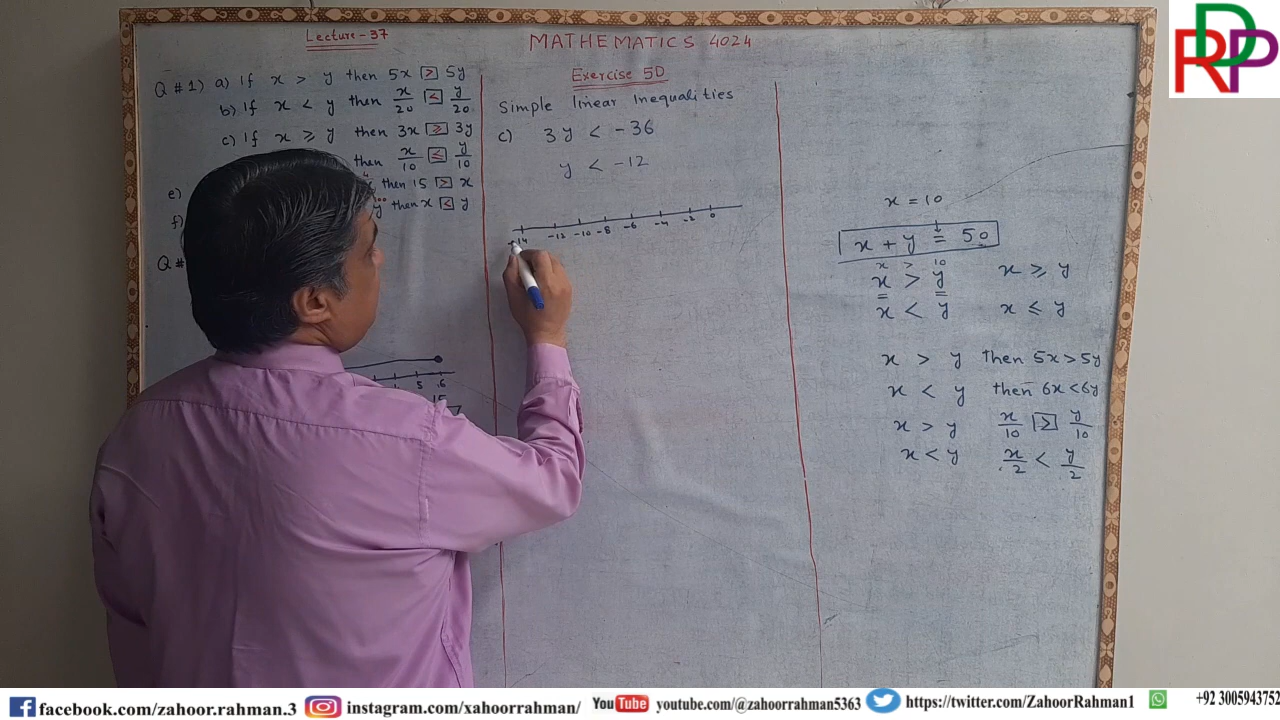 Lecture-37
Q # 1) a) If x > y then 5x > 5y
b) If x < y then x/20 < y/20
c) If x ⩾ y then 3x ⩾ 3y
then x/10 ⩽ y/10
e) then 15 > x
f) y then x < y
Q #
5 6
15
MATHEMATICS 4024
Exercise 5D
Simple linear Inequalities
c) 3y < -36
y < -12
-14 -12 -10 -8 -6 -4 -2 0
x = 10
x + y = 50
x > 10
x > y x ⩾ y
x < y x ⩽ y
x > y then 5x > 5y
x < y then 6x < 6y
x > y x/10 > y/10
x < y x/2 < y/2
RDP
facebook.com/zahoor.rahman.3 instagram.com/xahoorrahman/ YouTube youtube.com/@zahoorrahman5363 https://twitter.com/ZahoorRahman1 +92 3005943752